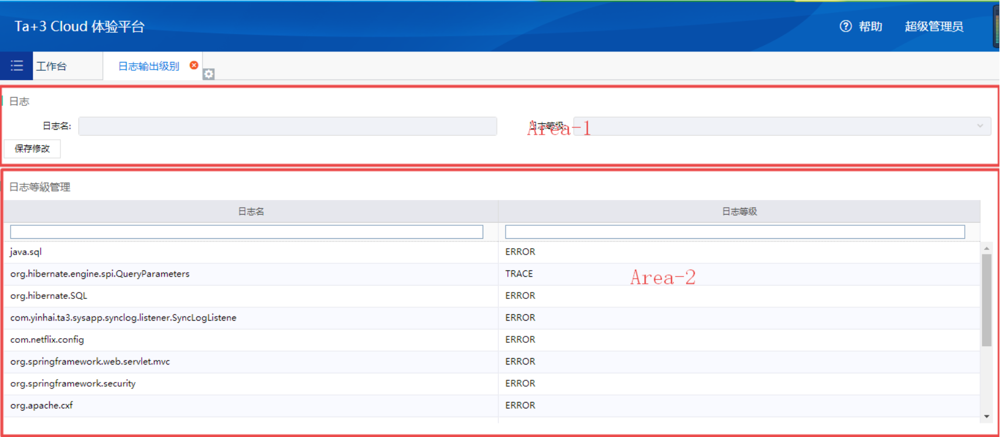 Ta+3 Cloud 体验平台
帮助 超级管理员
工作台 日志输出级别
日志
日志名: 日志等级:
Area-1
保存修改
日志等级管理
日志名 日志等级
java.sql ERROR
org.hibernate.engine.spi.QueryParameters TRACE
Area-2
org.hibernate.SQL ERROR
com.yinhai.ta3.sysapp.synclog.listener.SyncLogListene ERROR
com.netflix.config ERROR
org.springframework.web.servlet.mvc ERROR
org.springframework.security ERROR
org.apache.cxf ERROR